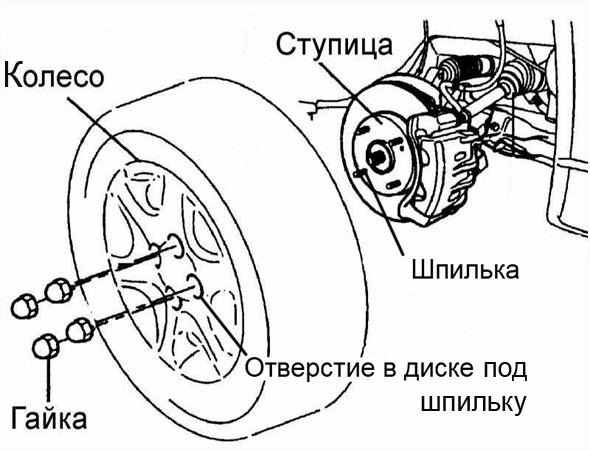 Ступица
Колесо
Шпилька
Отверстие в диске под
шпильку
Гайка